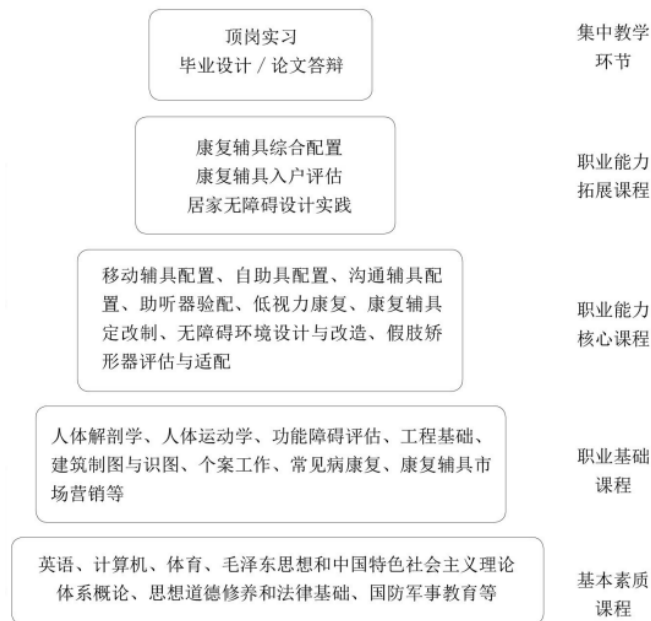 顶岗实习
毕业设计 / 论文答辩
集中教学
环节
康复辅具综合配置
康复辅具入户评估
居家无障碍设计实践
职业能力
拓展课程
移动辅具配置、自助具配置、沟通辅具配
置、助听器验配、低视力康复、康复辅具
定改制、无障碍环境设计与改造、假肢矫
形器评估与适配
职业能力
核心课程
人体解剖学、人体运动学、功能障碍评估、工程基础、
建筑制图与识图、个案工作、常见病康复、康复辅具市
场营销等
职业基础
课程
英语、计算机、体育、毛泽东思想和中国特色社会主义理论
体系概论、思想道德修养和法律基础、国防军事教育等
基本素质
课程